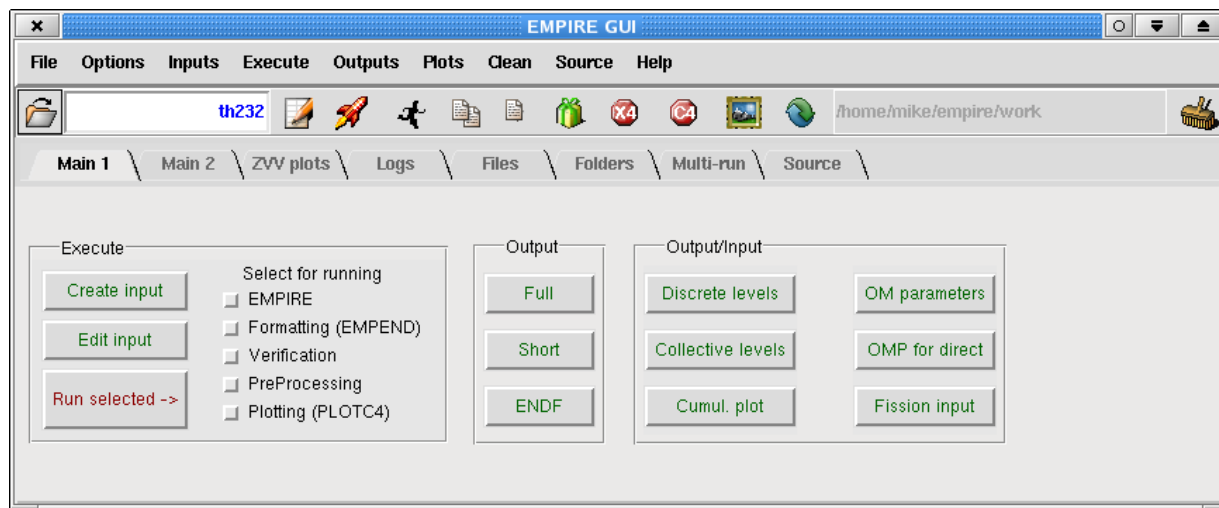 EMPIRE GUI
File Options Inputs Execute Outputs Plots Clean Source Help
th232 X4 C4 /home/mike/empire/work
Main 1 Main 2 ZVV plots Logs Files Folders Multi-run Source
Execute
Create input
Edit input
Run selected ->
Select for running
EMPIRE
Formatting (EMPEND)
Verification
PreProcessing
Plotting (PLOTC4)
Output
Full
Short
ENDF
Output/Input
Discrete levels OM parameters
Collective levels OMP for direct
Cumul. plot Fission input